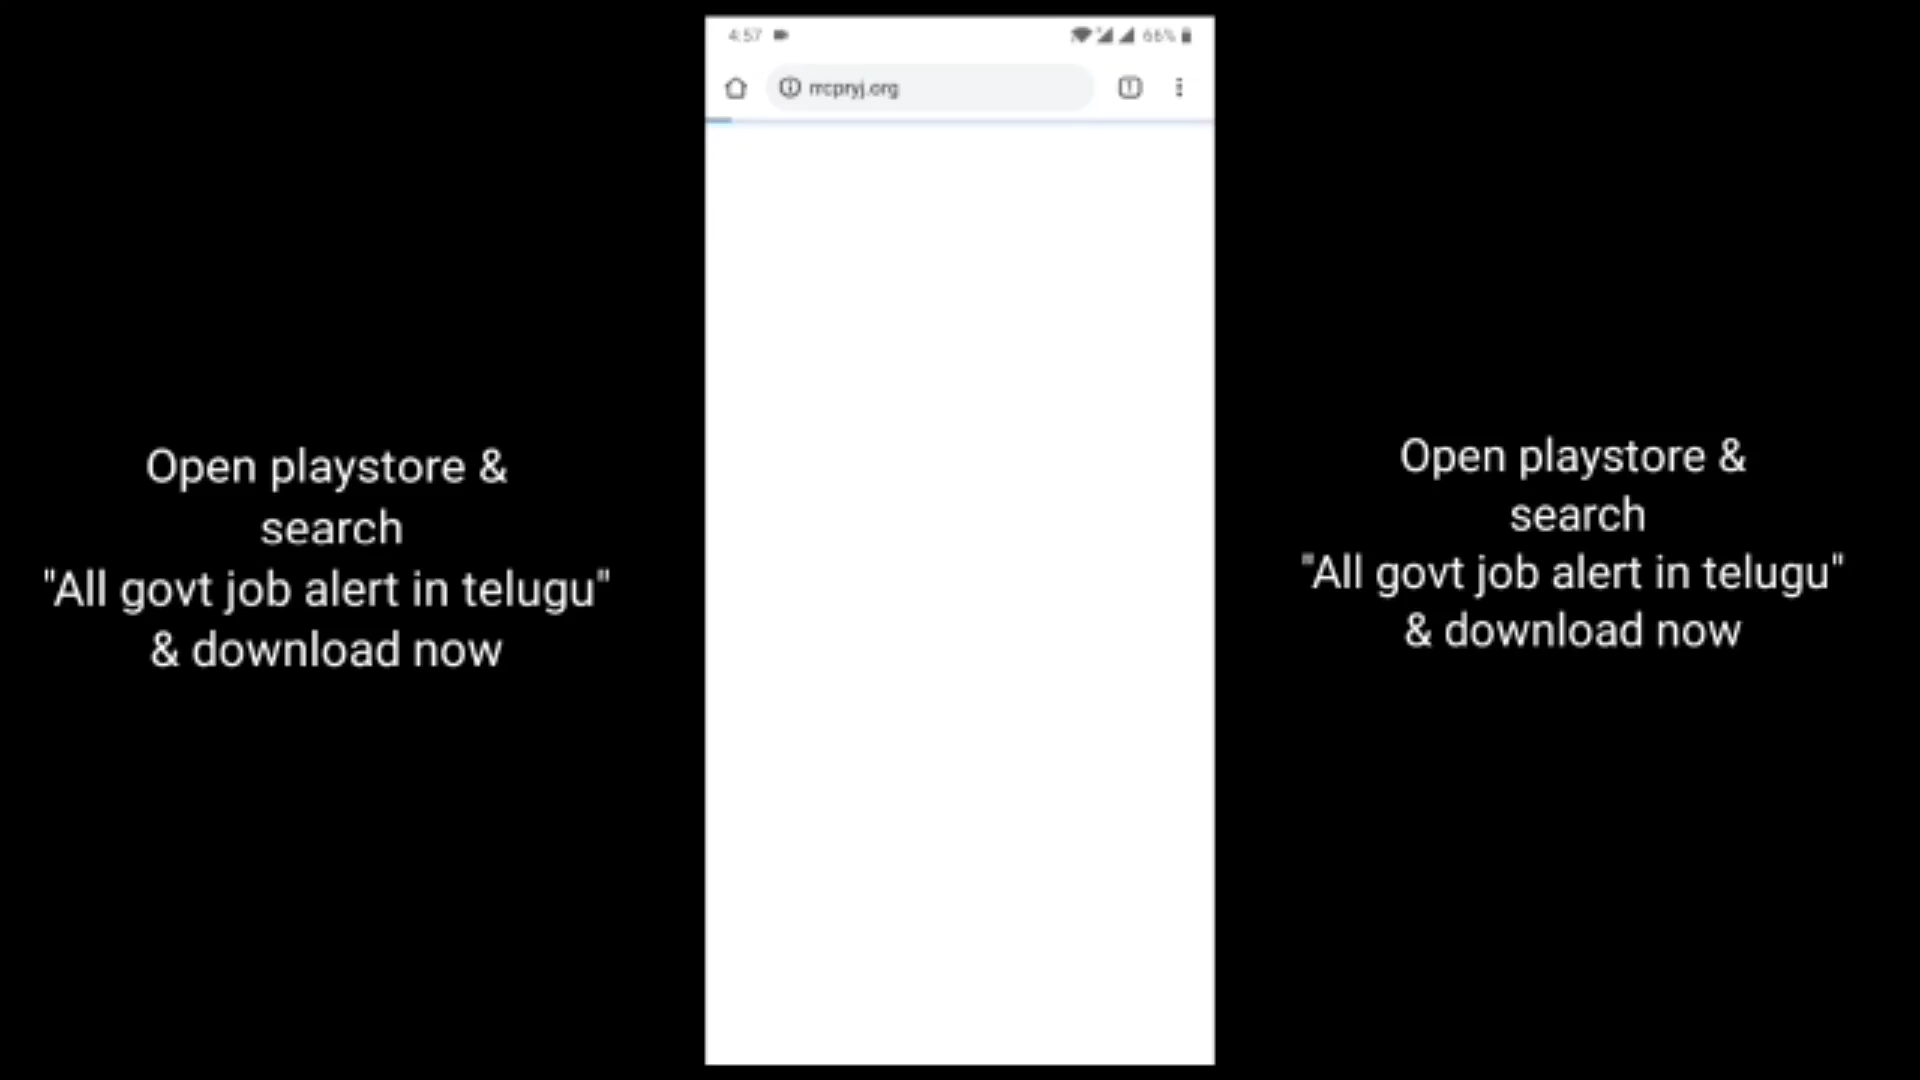 4:57
66%
rrcpryj.org
Open playstore &
search
"All govt job alert in telugu"
& download now
Open playstore &
search
"All govt job alert in telugu"
& download now